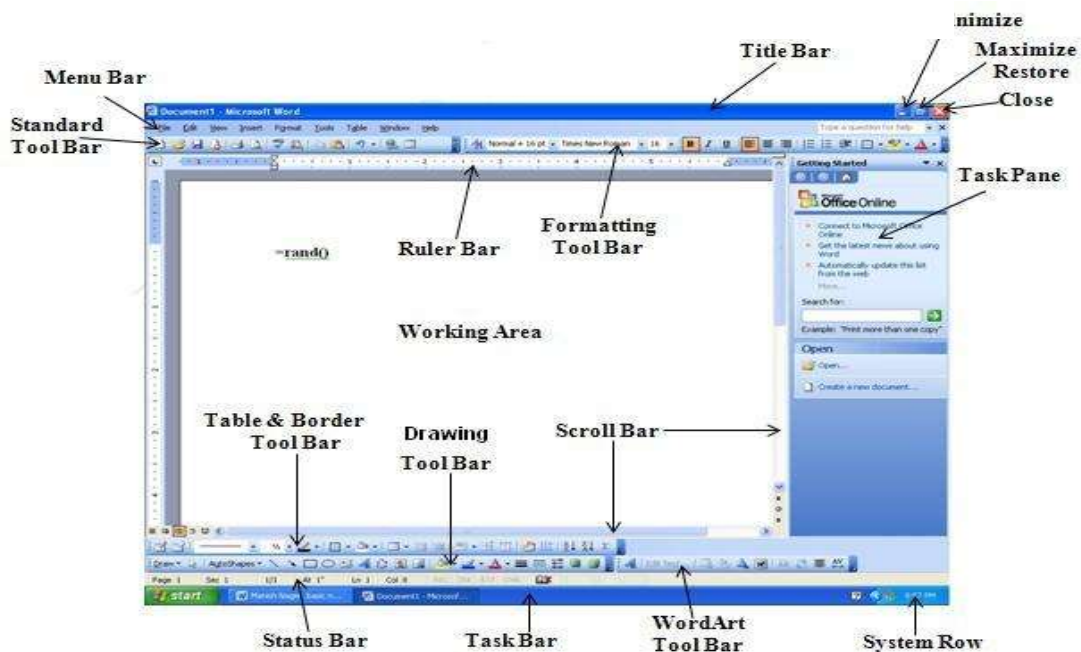 inimize
Title Bar
Maximize
Restore
Menu Bar
Close
Document1 - Microsoft Word
Standard
Tool Bar
File Edit View Insert Format Tools Table Window Help
Type a question for help
Normal + 16 pt Times New Roman 16 B I U
Getting Started
Task Pane
Office Online
Connect to Microsoft Office
Online
Get the latest news about using
Word
Automatically update this list
from the web
More...
Formatting
Tool Bar
Ruler Bar
=rand()
Search for:
Example: "Print more than one copy"
Working Area
Open
Open...
Create a new document...
Table & Border
Tool Bar
Drawing
Tool Bar
Scroll Bar
Draw AutoShapes
Page 1 Sec 1 1/1 At 1" Ln 1 Col 8
start
Document1 - Microsof...
Status Bar
Task Bar
WordArt
Tool Bar
System Row